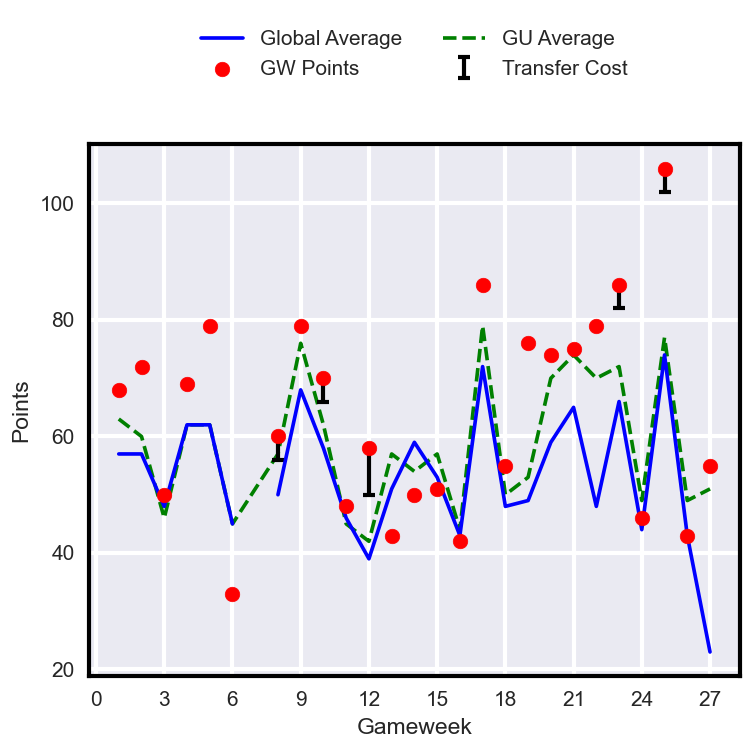 Global Average GU Average
GW Points Transfer Cost
100
80
60
40
20
Points
0 3 6 9 12 15 18 21 24 27
Gameweek